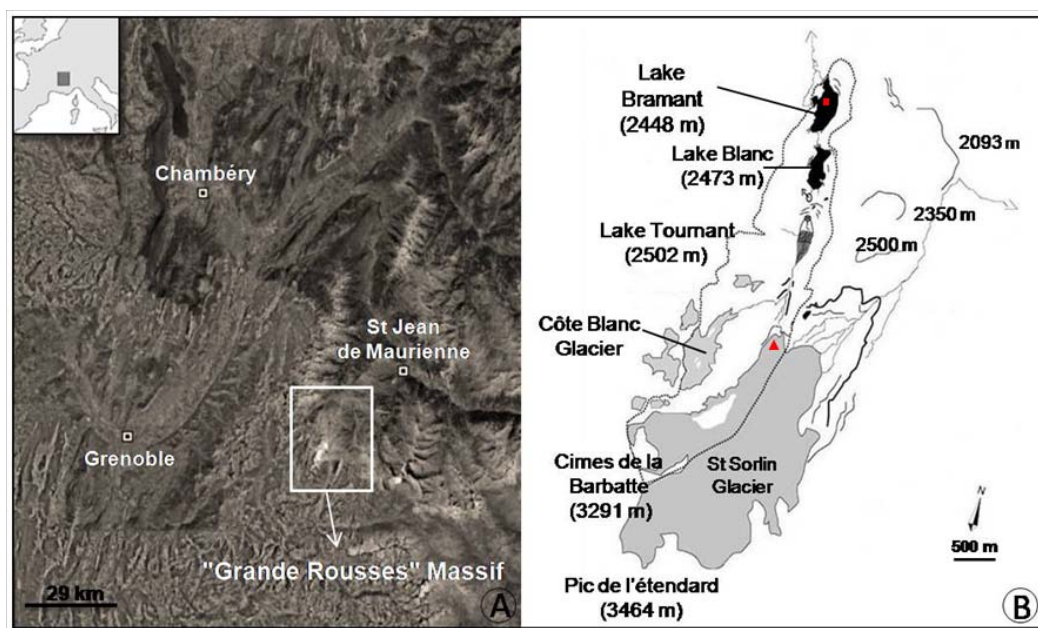 Chambéry
St Jean
de Maurienne
Grenoble
"Grande Rousses" Massif
29 km
A
Lake
Bramant
(2448 m)
Lake Blanc
(2473 m)
Lake Tournant
(2502 m)
Côte Blanc
Glacier
Cimes de la
Barbatte
(3291 m)
St Sorlin
Glacier
Pic de l'étendard
(3464 m)
2093 m
2350 m
2500 m
N
500 m
B